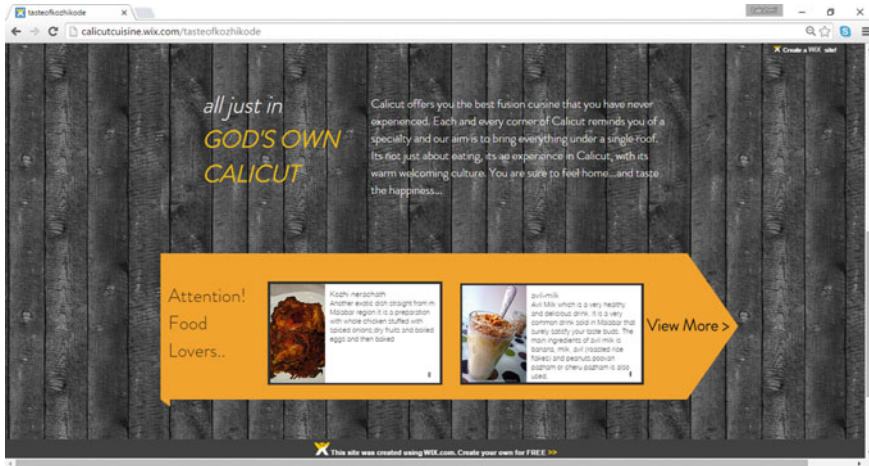 tasteofkozhikode
calicutcuisine.wix.com/tasteofkozhikode
Create a WIX site!
all just in
GOD'S OWN
CALICUT
Calicut offers you the best fusion cuisine that you have never
experienced. Each and every corner of Calicut reminds you of a
specialty and our aim is to bring everything under a single roof.
Its not just about eating, its an experience in Calicut, with its
warm welcoming culture. You are sure to feel home...and taste
the happiness...
Attention!
Food
Lovers..
Kozhi nerachath
Another exotic dish straight from m
Malabar region it is a preparation
with whole chicken stuffed with
spiced onions,dry fruits and boiled
eggs and then baked
avil-milk
Avil Milk which is a very healthy
and delicious drink. It is a very
common drink sold in Malabar that
surely satisfy your taste buds. The
main ingredients of avil milk is
banana, milk, avil (roasted rice
flakes) and peanuts.poovan
pazham or cheru pazham is also
used.
View More >
This site was created using WIX.com. Create your own for FREE >>